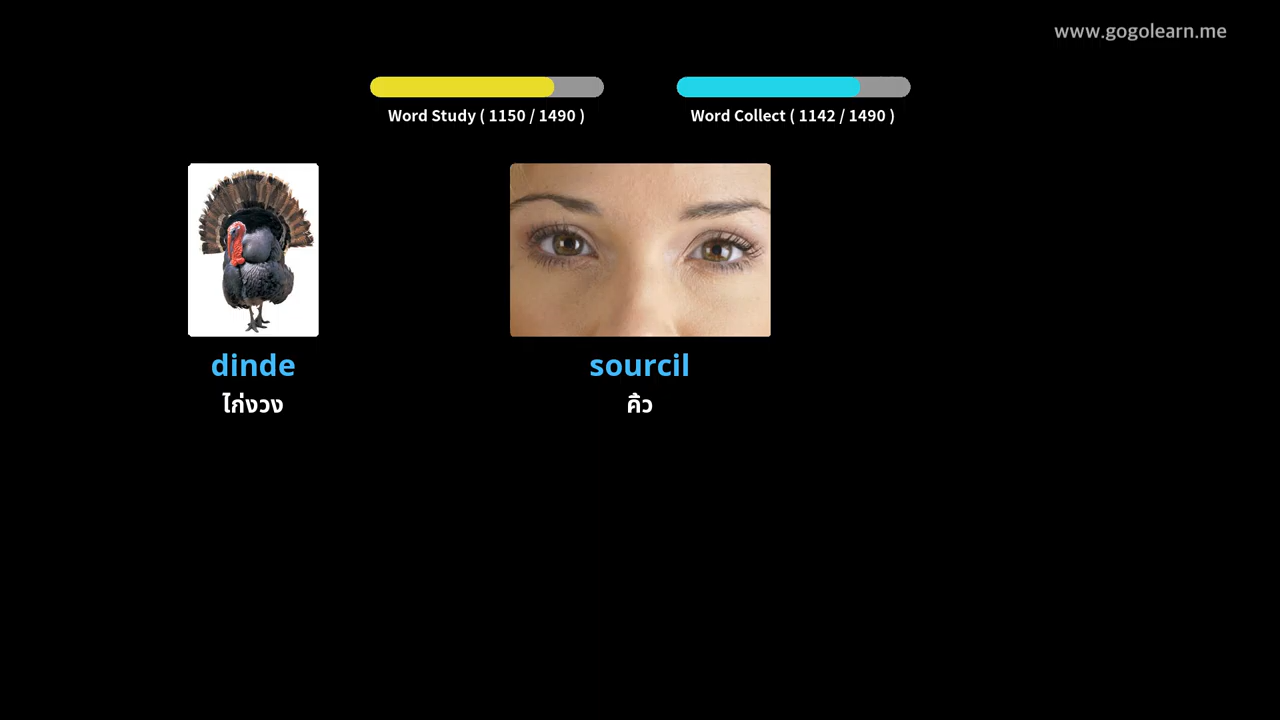 www.gogolearn.me
Word Study ( 1150 / 1490 )
Word Collect ( 1142 / 1490 )
dinde
ไก่งวง
sourcil
คิ้ว